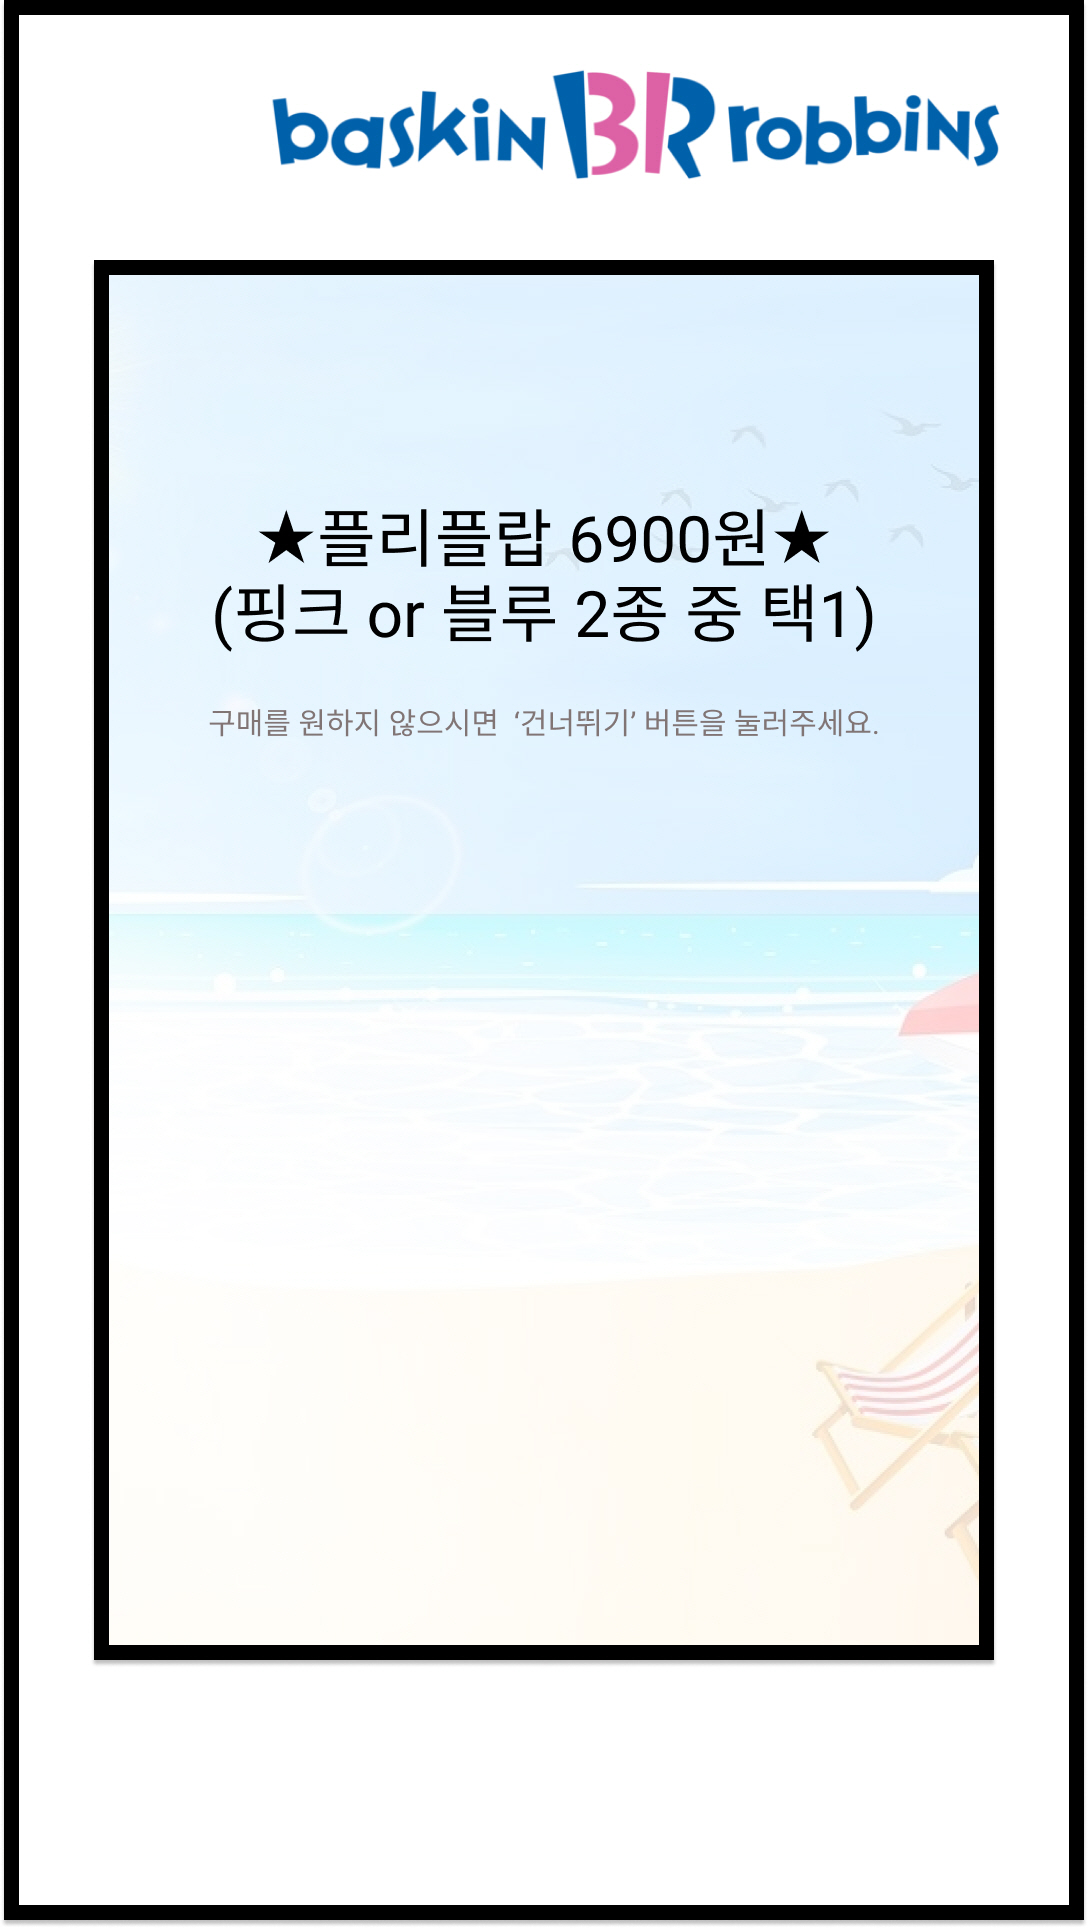 baskin BR robbins
★플리플랍 6900원★
(핑크 or 블루 2종 중 택1)
구매를 원하지 않으시면 ‘건너뛰기’ 버튼을 눌러주세요.